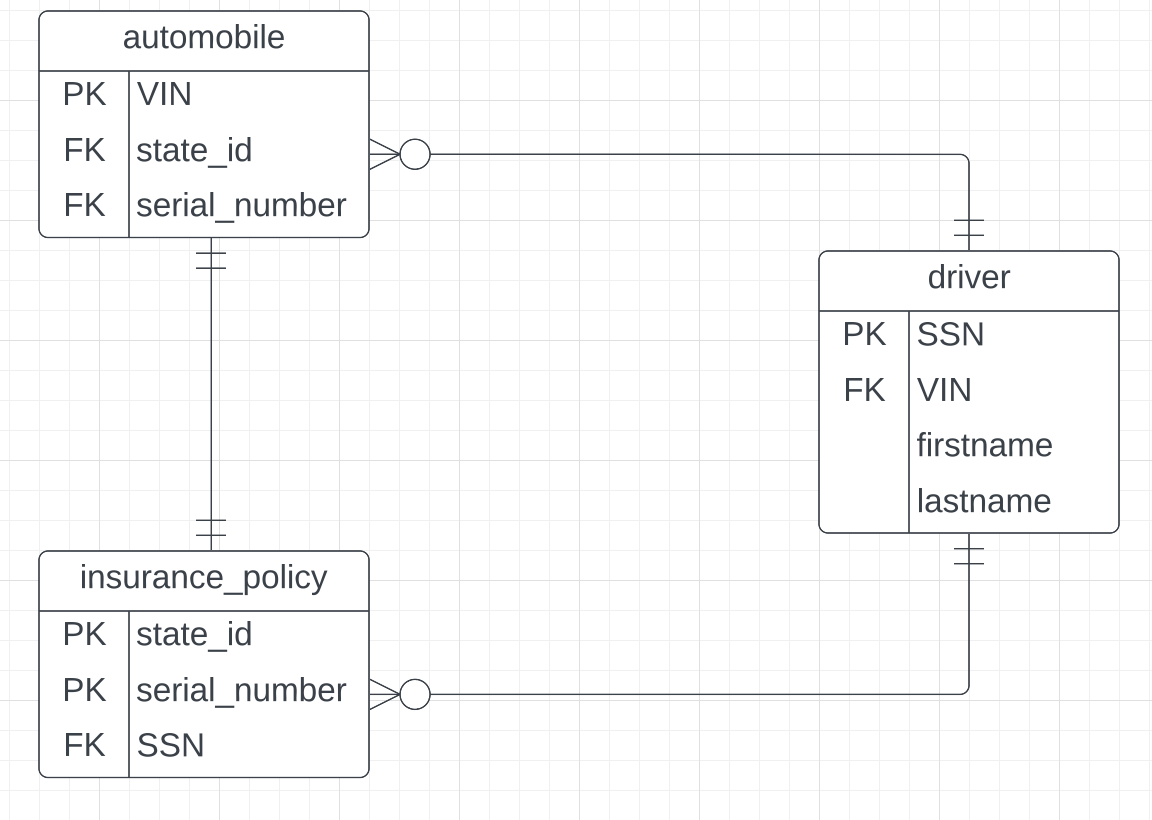 automobile
PK VIN
FK state_id
FK serial_number
driver
PK SSN
FK VIN
firstname
lastname
insurance_policy
PK state_id
PK serial_number
FK SSN